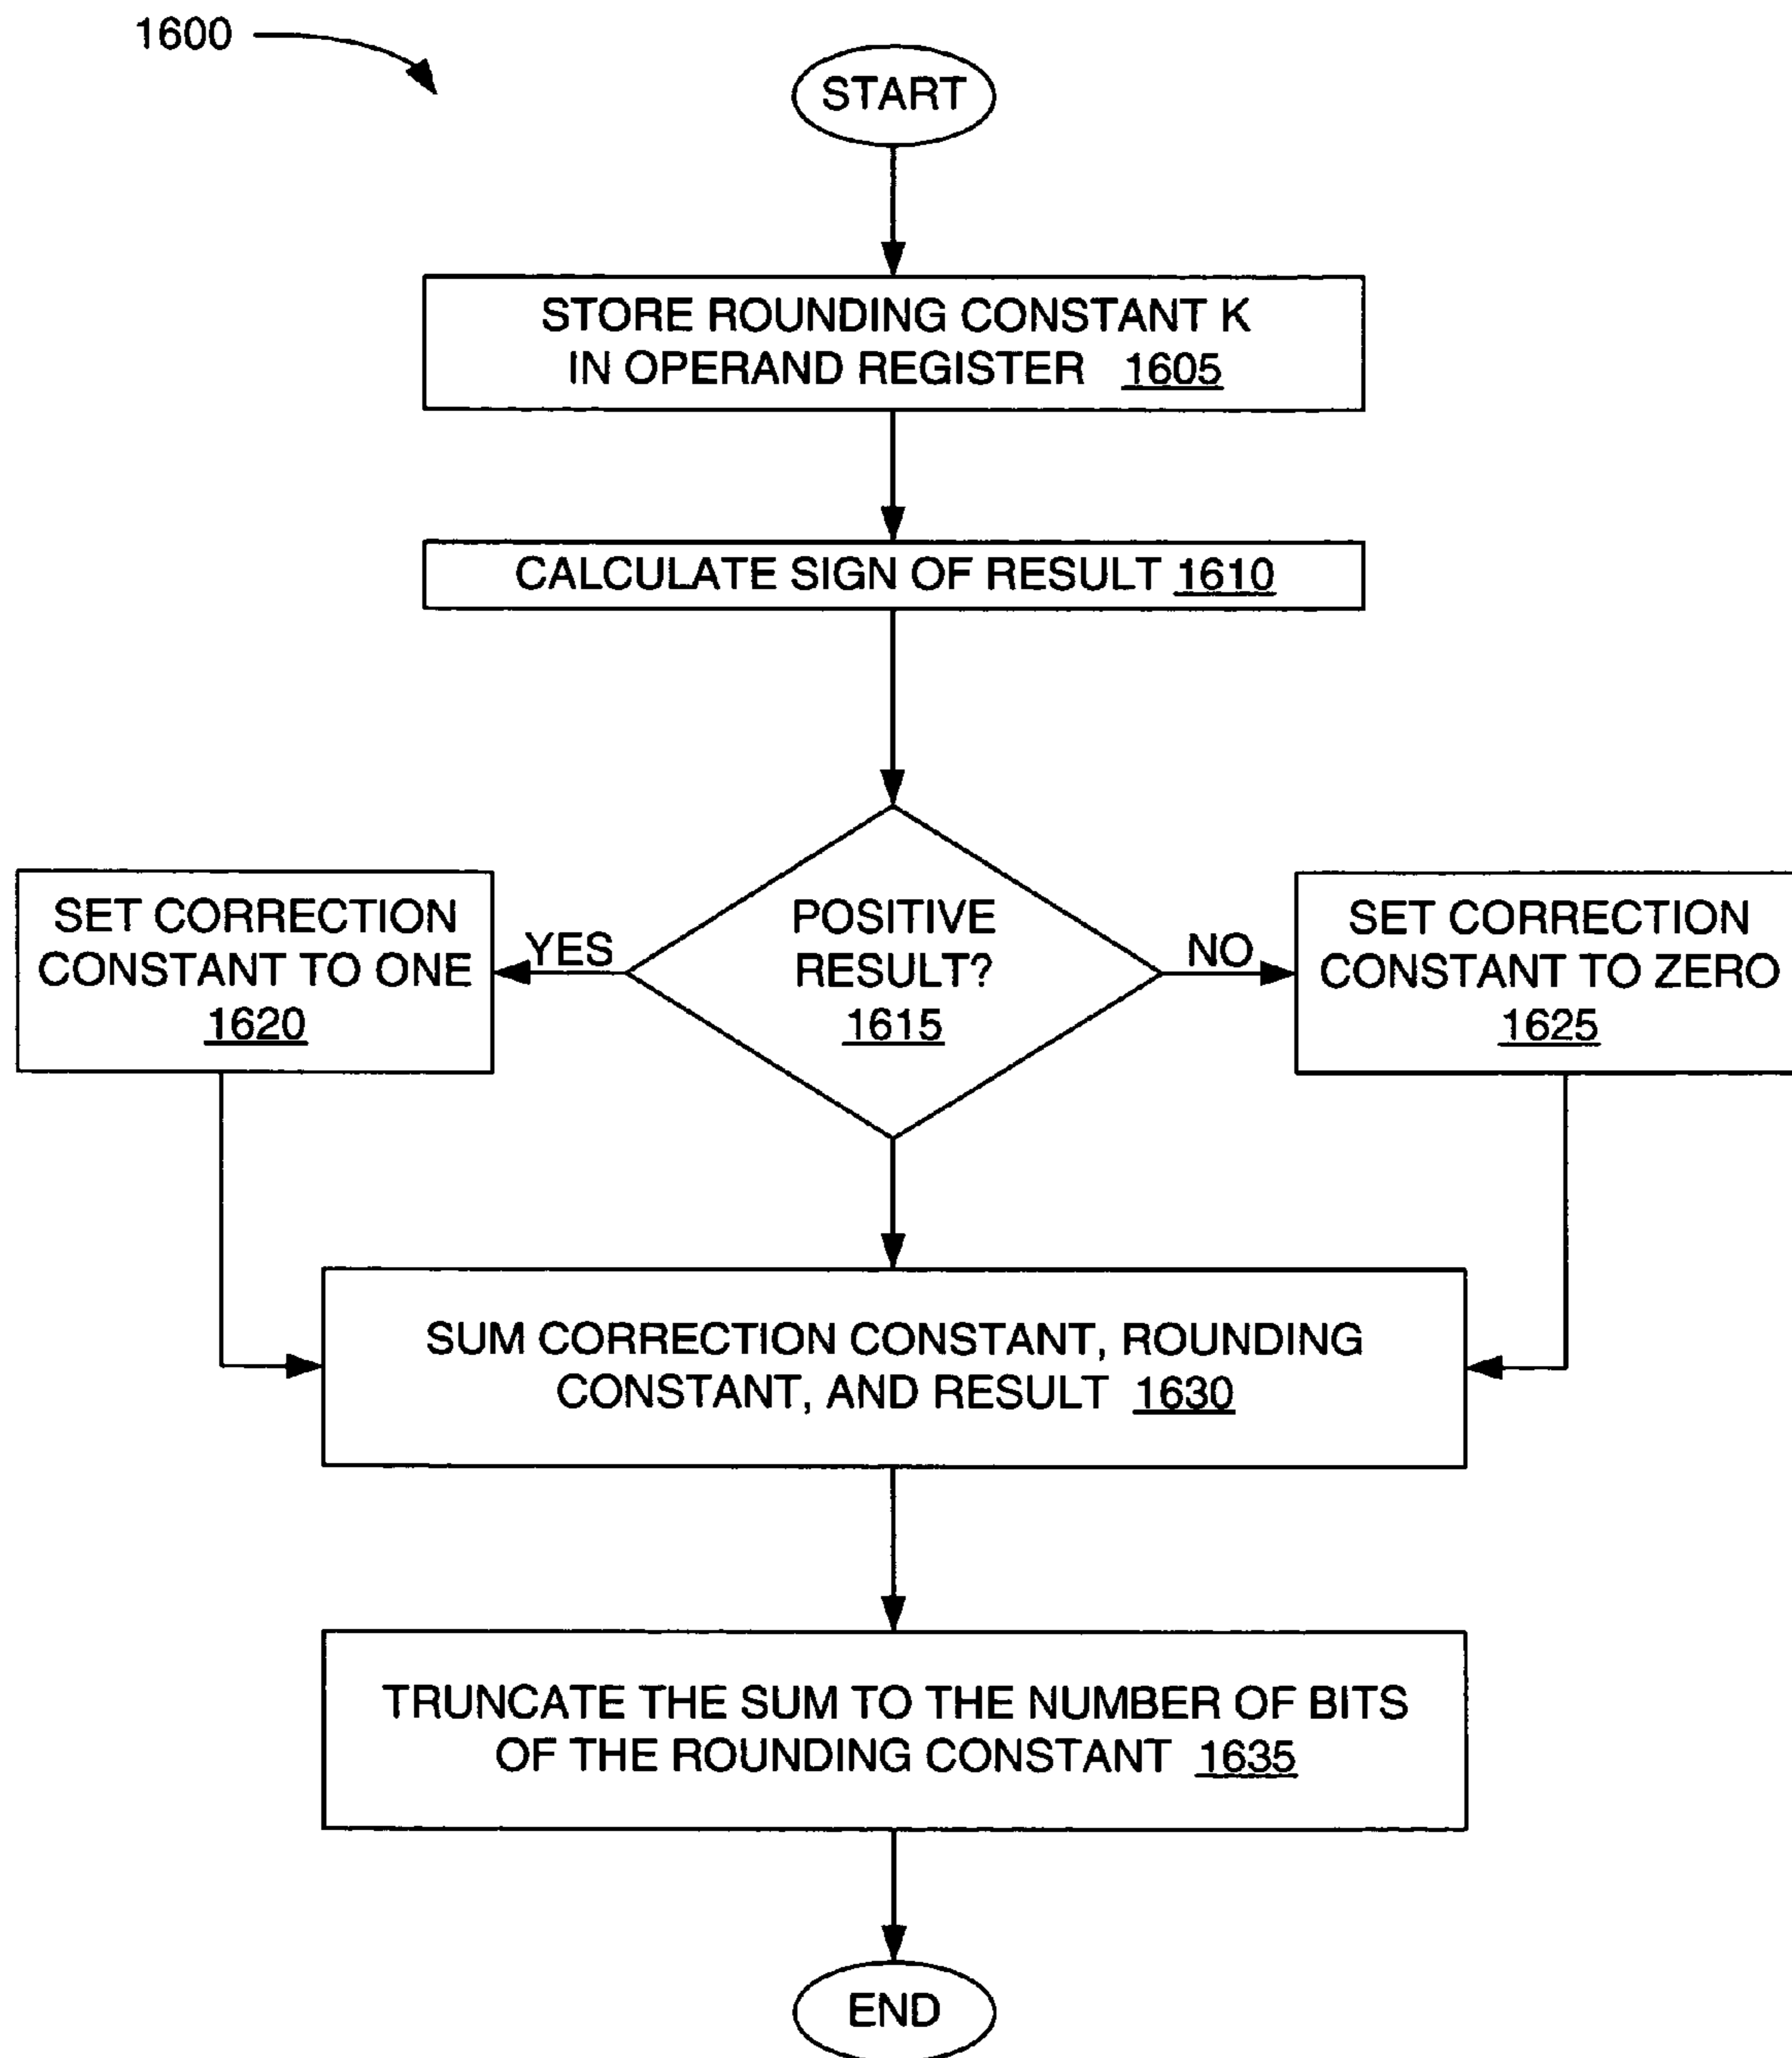 1600
START
STORE ROUNDING CONSTANT K
IN OPERAND REGISTER 1605
CALCULATE SIGN OF RESULT 1610
SET CORRECTION
CONSTANT TO ONE
1620
YES
POSITIVE
RESULT?
1615
NO
SET CORRECTION
CONSTANT TO ZERO
1625
SUM CORRECTION CONSTANT, ROUNDING
CONSTANT, AND RESULT 1630
TRUNCATE THE SUM TO THE NUMBER OF BITS
OF THE ROUNDING CONSTANT 1635
END